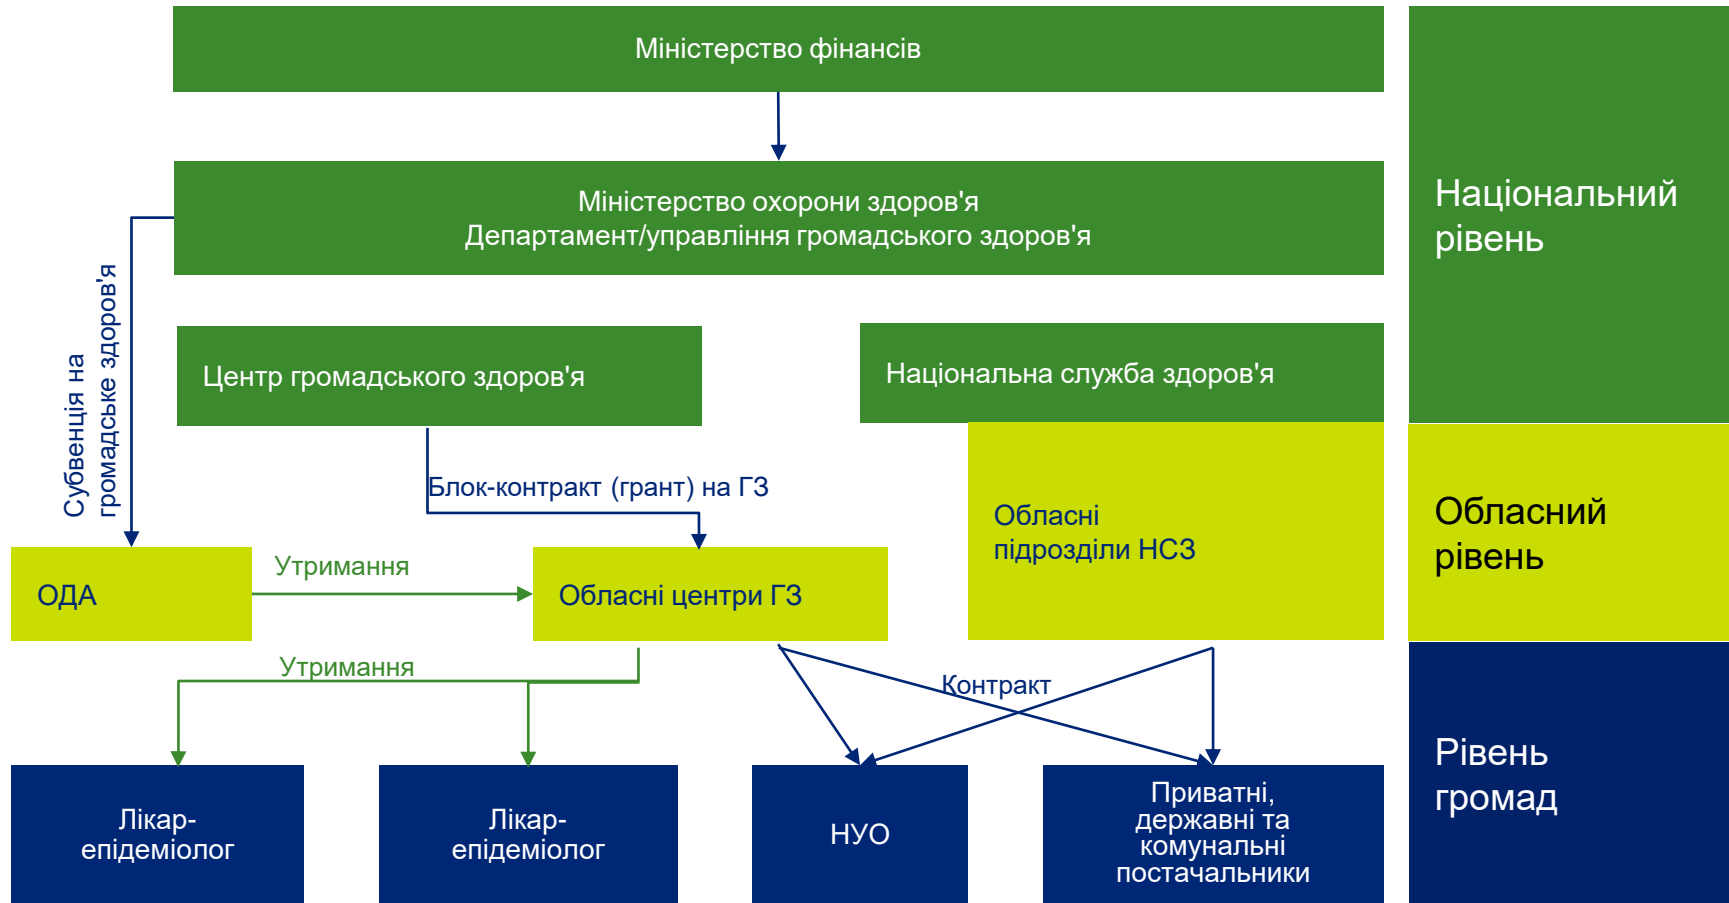 Міністерство фінансів
Міністерство охорони здоров'я
Департамент/управління громадського здоров'я
Національний
рівень
Субвенція на
громадське здоров'я
Центр громадського здоров'я
Національна служба здоров'я
Блок-контракт (грант) на ГЗ
Обласні
підрозділи НСЗ
Обласний
рівень
ОДА
Утримання
Обласні центри ГЗ
Утримання
Контракт
Лікар-
епідеміолог
Лікар-
епідеміолог
НУО
Приватні,
державні та
комунальні
постачальники
Рівень
громад